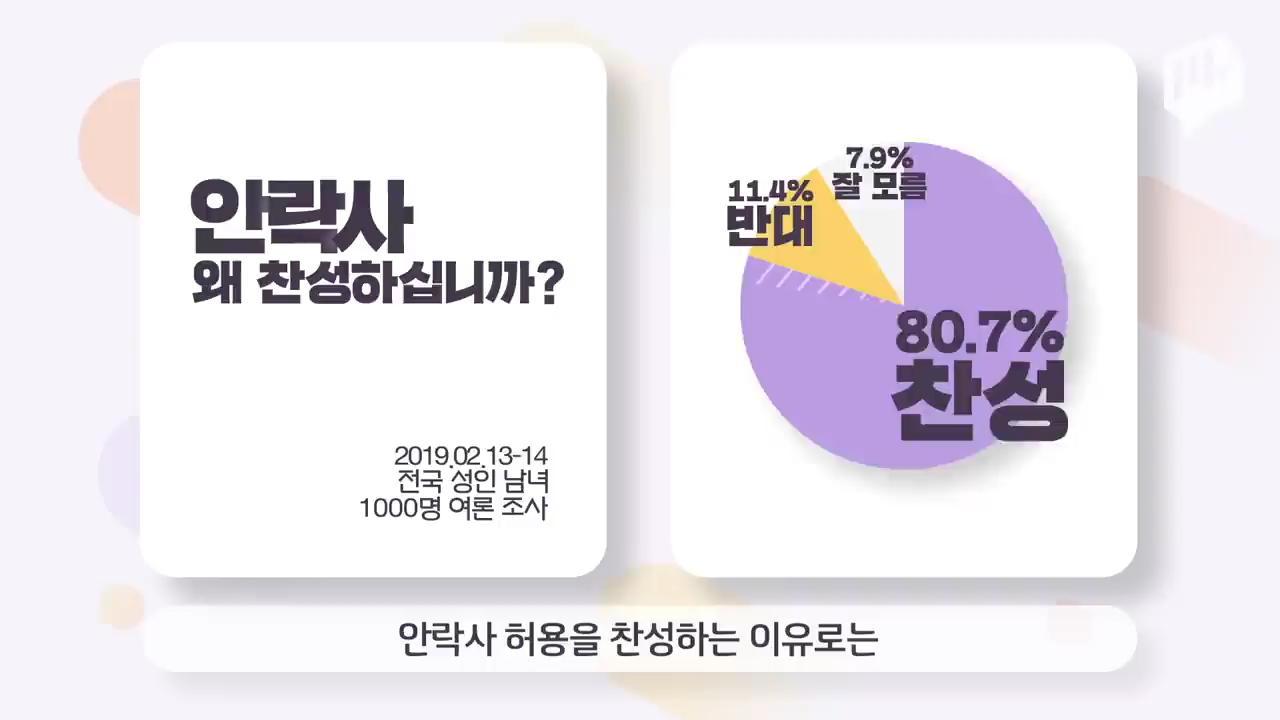 안락사
왜 찬성하십니까?
2019.02.13-14
전국 성인 남녀
1000명 여론 조사
7.9%
잘 모름
11.4%
반대
80.7%
찬성
안락사 허용을 찬성하는 이유로는